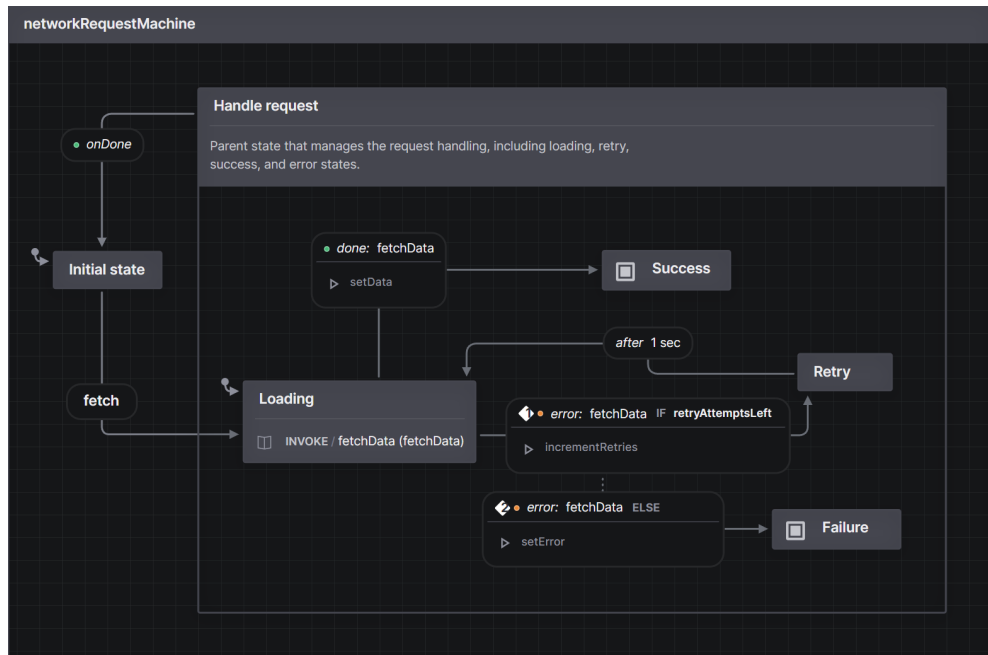 networkRequestMachine
Handle request
Parent state that manages the request handling, including loading, retry,
success, and error states.
onDone
Initial state
fetch
done: fetchData
setData
Success
after 1 sec
Retry
Loading
INVOKE / fetchData (fetchData)
1 error: fetchData IF retryAttemptsLeft
incrementRetries
2 error: fetchData ELSE
setError
Failure